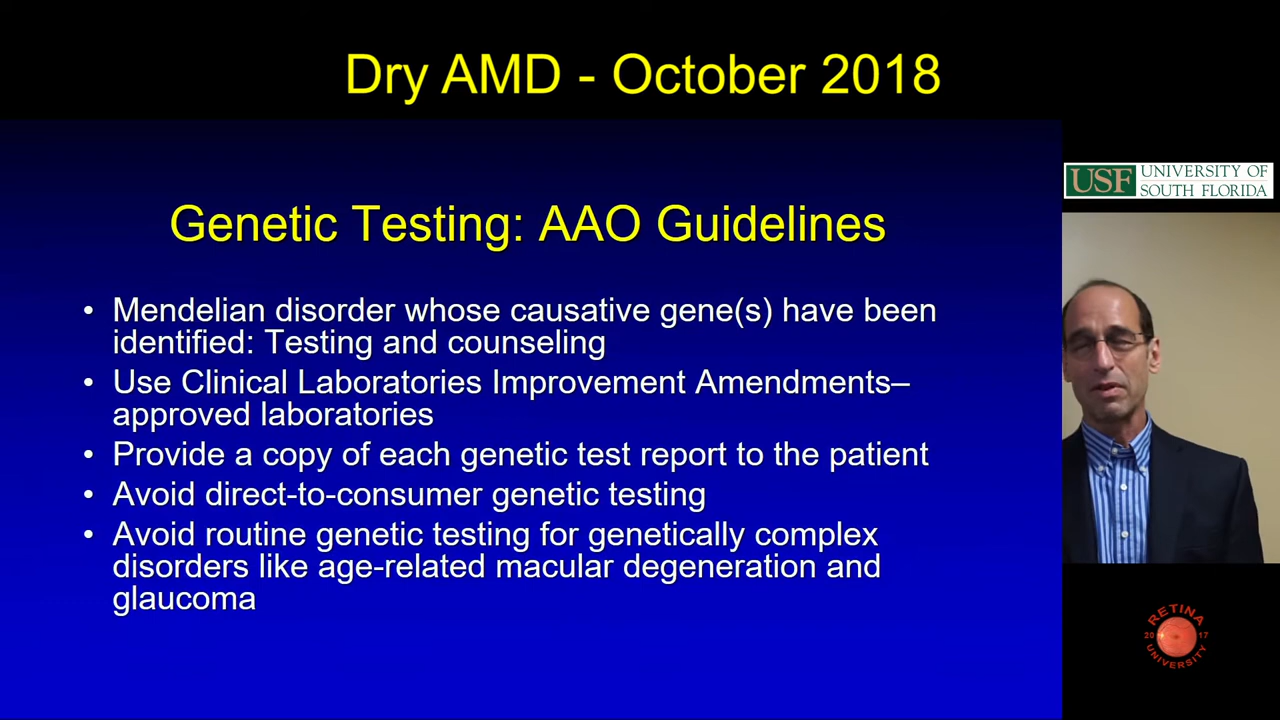 Dry AMD - October 2018
USF UNIVERSITY OF
SOUTH FLORIDA
Genetic Testing: AAO Guidelines
• Mendelian disorder whose causative gene(s) have been
identified: Testing and counseling
• Use Clinical Laboratories Improvement Amendments–
approved laboratories
• Provide a copy of each genetic test report to the patient
• Avoid direct-to-consumer genetic testing
• Avoid routine genetic testing for genetically complex
disorders like age-related macular degeneration and
glaucoma
RETINA
20 17
UNIVERSITY